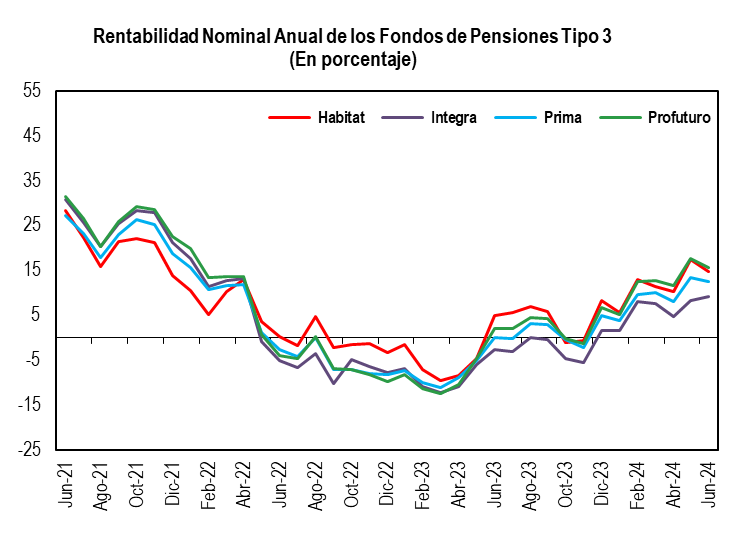 Rentabilidad Nominal Anual de los Fondos de Pensiones Tipo 3
(En porcentaje)
55
45
35
25
15
5
-5
-15
-25
Habitat Integra Prima Profuturo
Jun-21 Ago-21 Oct-21 Dic-21 Feb-22 Abr-22 Jun-22 Ago-22 Oct-22 Dic-22 Feb-23 Abr-23 Jun-23 Ago-23 Oct-23 Dic-23 Feb-24 Abr-24 Jun-24